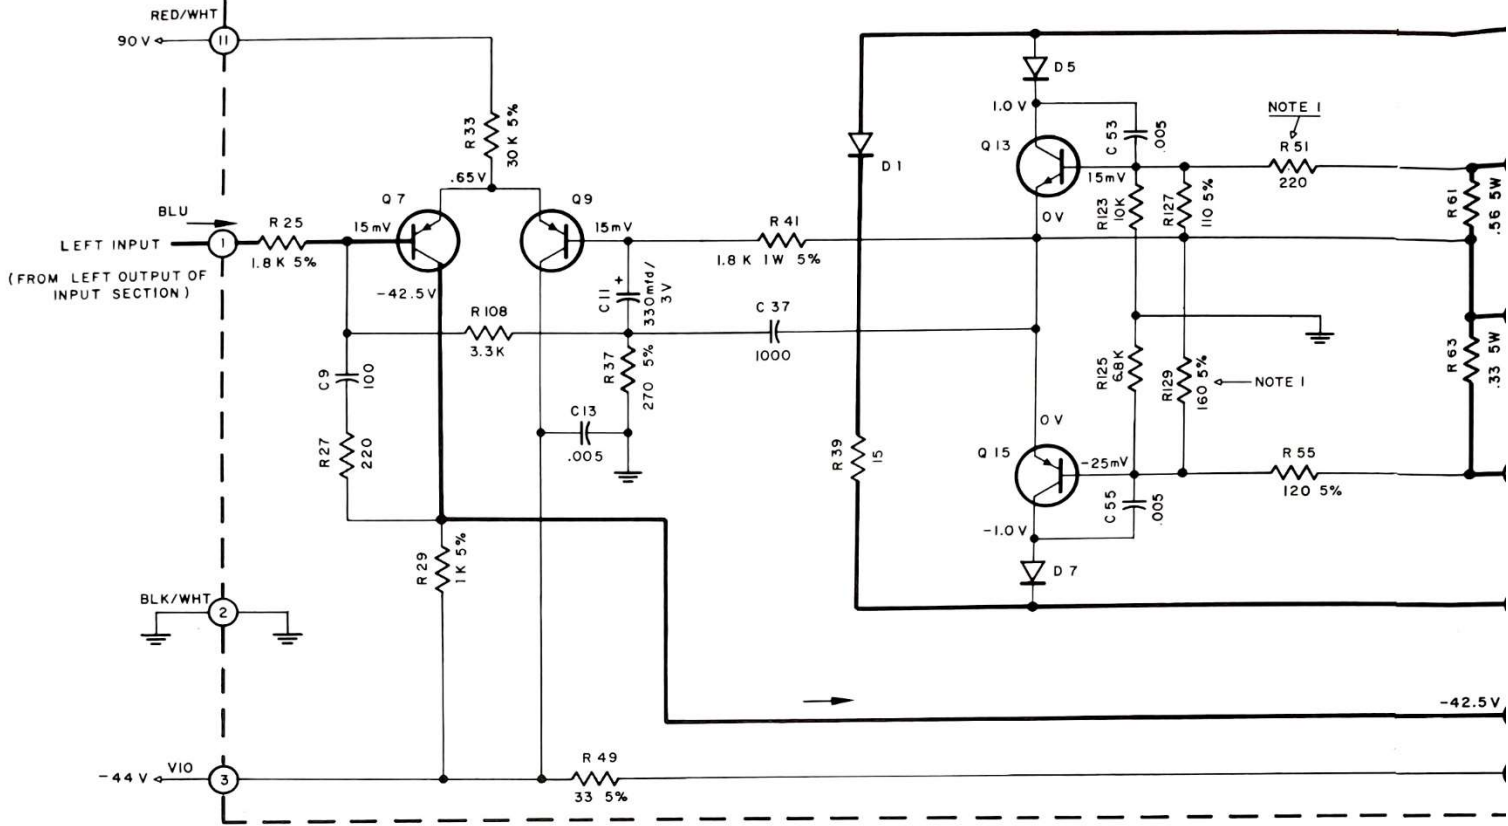 RED/WHT
11
90V
R33
30K 5%
.65V
Q7
Q9
BLU
R25
15mV
15mV
LEFT INPUT
1
1.8K 5%
(FROM LEFT OUTPUT OF
INPUT SECTION)
-42.5V
R108
3.3K
C11
+
330mfd/
3V
R41
1.8K 1W 5%
C37
1000
C9
100
R37
270 5%
R27
220
C13
.005
R29
1K 5%
BLK/WHT
2
-44V
VIO
3
R49
33 5%
D1
R39
15
D5
1.0V
C53
.005
Q13
15mV
0V
NOTE 1
R51
220
R123
10K
R127
110 5%
R61
.56 5W
R125
6.8K
R129
160 5%
NOTE 1
R63
.33 5W
0V
Q15
-25mV
R55
120 5%
C55
.005
-1.0V
D7
-42.5V